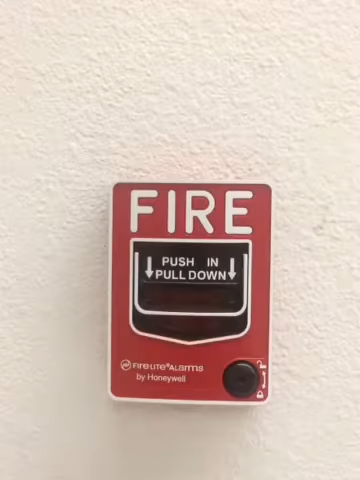 FIRE
PUSH IN
PULL DOWN
FIRE-LITE® ALARMS
by Honeywell